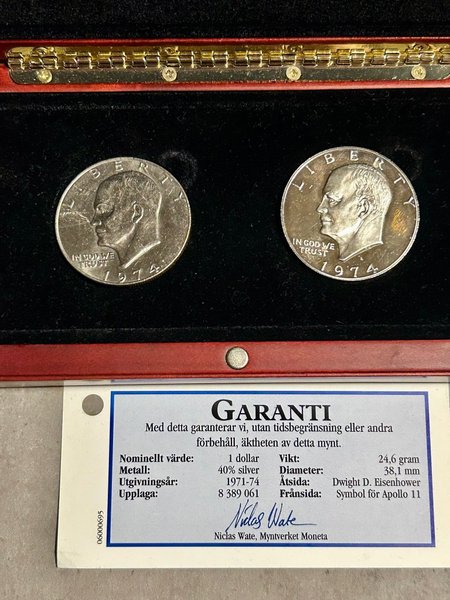 LIBERTY
IN GOD WE
TRUST
1974
LIBERTY
IN GOD WE
TRUST
1974
GARANTI
Med detta garanterar vi, utan tidsbegränsning eller andra
förbehåll, äktheten av detta mynt.
Nominellt värde: 1 dollar Vikt: 24,6 gram
Metall: 40% silver Diameter: 38,1 mm
Utgivningsår: 1971-74 Åtsida: Dwight D. Eisenhower
Upplaga: 8 389 061 Frånsida: Symbol för Apollo 11
Niclas Wate
Niclas Wate, Myntverket Moneta
06000695